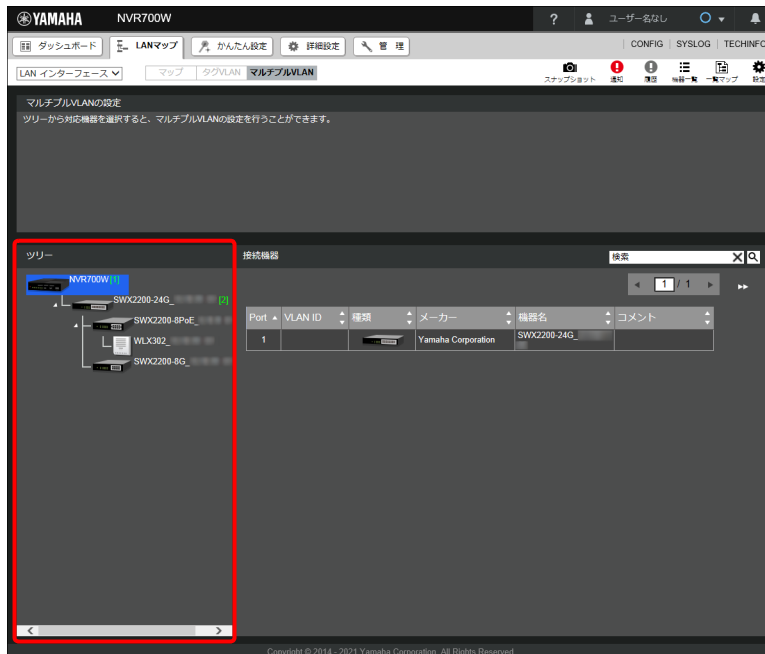 YAMAHA NVR700W ? ユーザー名なし
ダッシュボード LANマップ かんたん設定 詳細設定 管 理 CONFIG SYSLOG TECHINFO
LAN インターフェース マップ タグVLAN マルチプルVLAN スナップショット 通知 履歴 機器一覧 一覧マップ 設定
マルチプルVLANの設定
ツリーから対応機器を選択すると、マルチプルVLANの設定を行うことができます。
ツリー 接続機器 検索
NVR700W[1] 1 / 1
SWX2200-24G_ [2]
SWX2200-8PoE_ Port VLAN ID 種類 メーカー 機器名 コメント
WLX302_ 1 Yamaha Corporation SWX2200-24G_
SWX2200-8G_
Copyright © 2014 - 2021 Yamaha Corporation. All Rights Reserved.